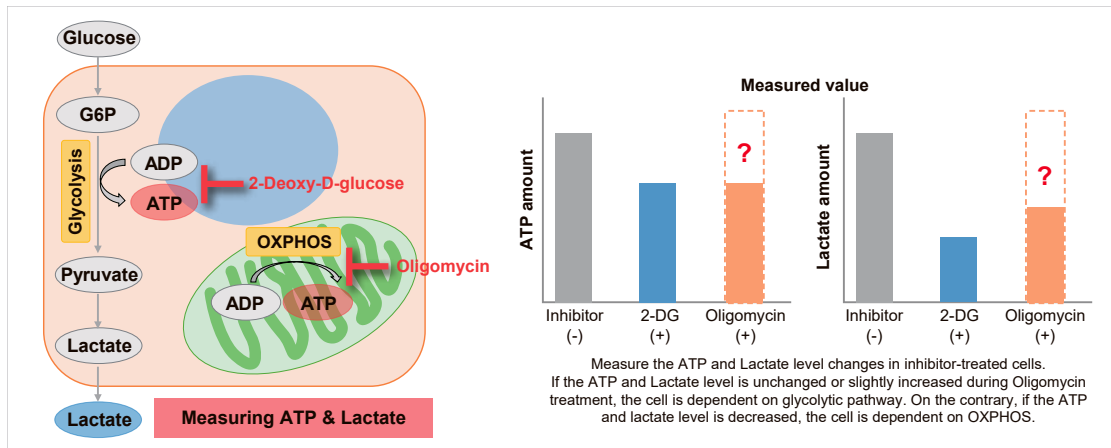 Glucose
G6P
Glycolysis
ADP
ATP
2-Deoxy-D-glucose
OXPHOS
Oligomycin
ADP
ATP
Pyruvate
Lactate
Lactate
Measuring ATP & Lactate
Measured value
ATP amount
?
Inhibitor
(-)
2-DG
(+)
Oligomycin
(+)
Lactate amount
?
Inhibitor
(-)
2-DG
(+)
Oligomycin
(+)
Measure the ATP and Lactate level changes in inhibitor-treated cells.
If the ATP and Lactate level is unchanged or slightly increased during Oligomycin
treatment, the cell is dependent on glycolytic pathway. On the contrary, if the ATP
and lactate level is decreased, the cell is dependent on OXPHOS.